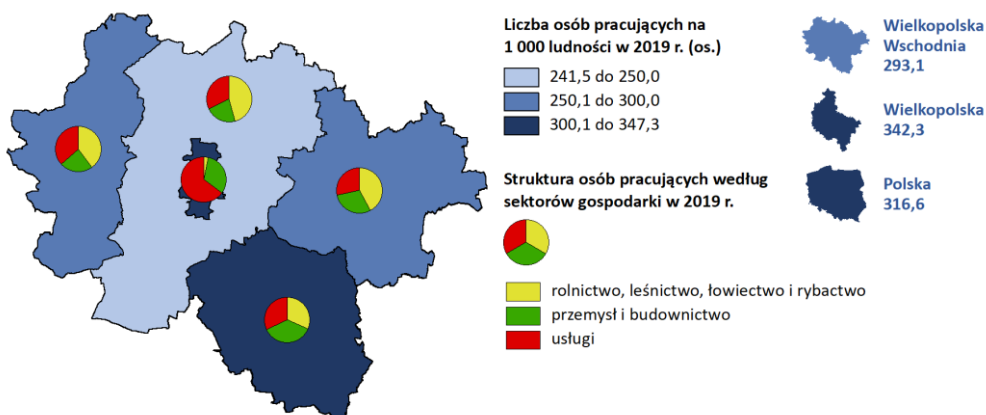 Liczba osób pracujących na
1 000 ludności w 2019 r. (os.)
241,5 do 250,0
250,1 do 300,0
300,1 do 347,3
Struktura osób pracujących według
sektorów gospodarki w 2019 r.
rolnictwo, leśnictwo, łowiectwo i rybactwo
przemysł i budownictwo
usługi
Wielkopolska
Wschodnia
293,1
Wielkopolska
342,3
Polska
316,6